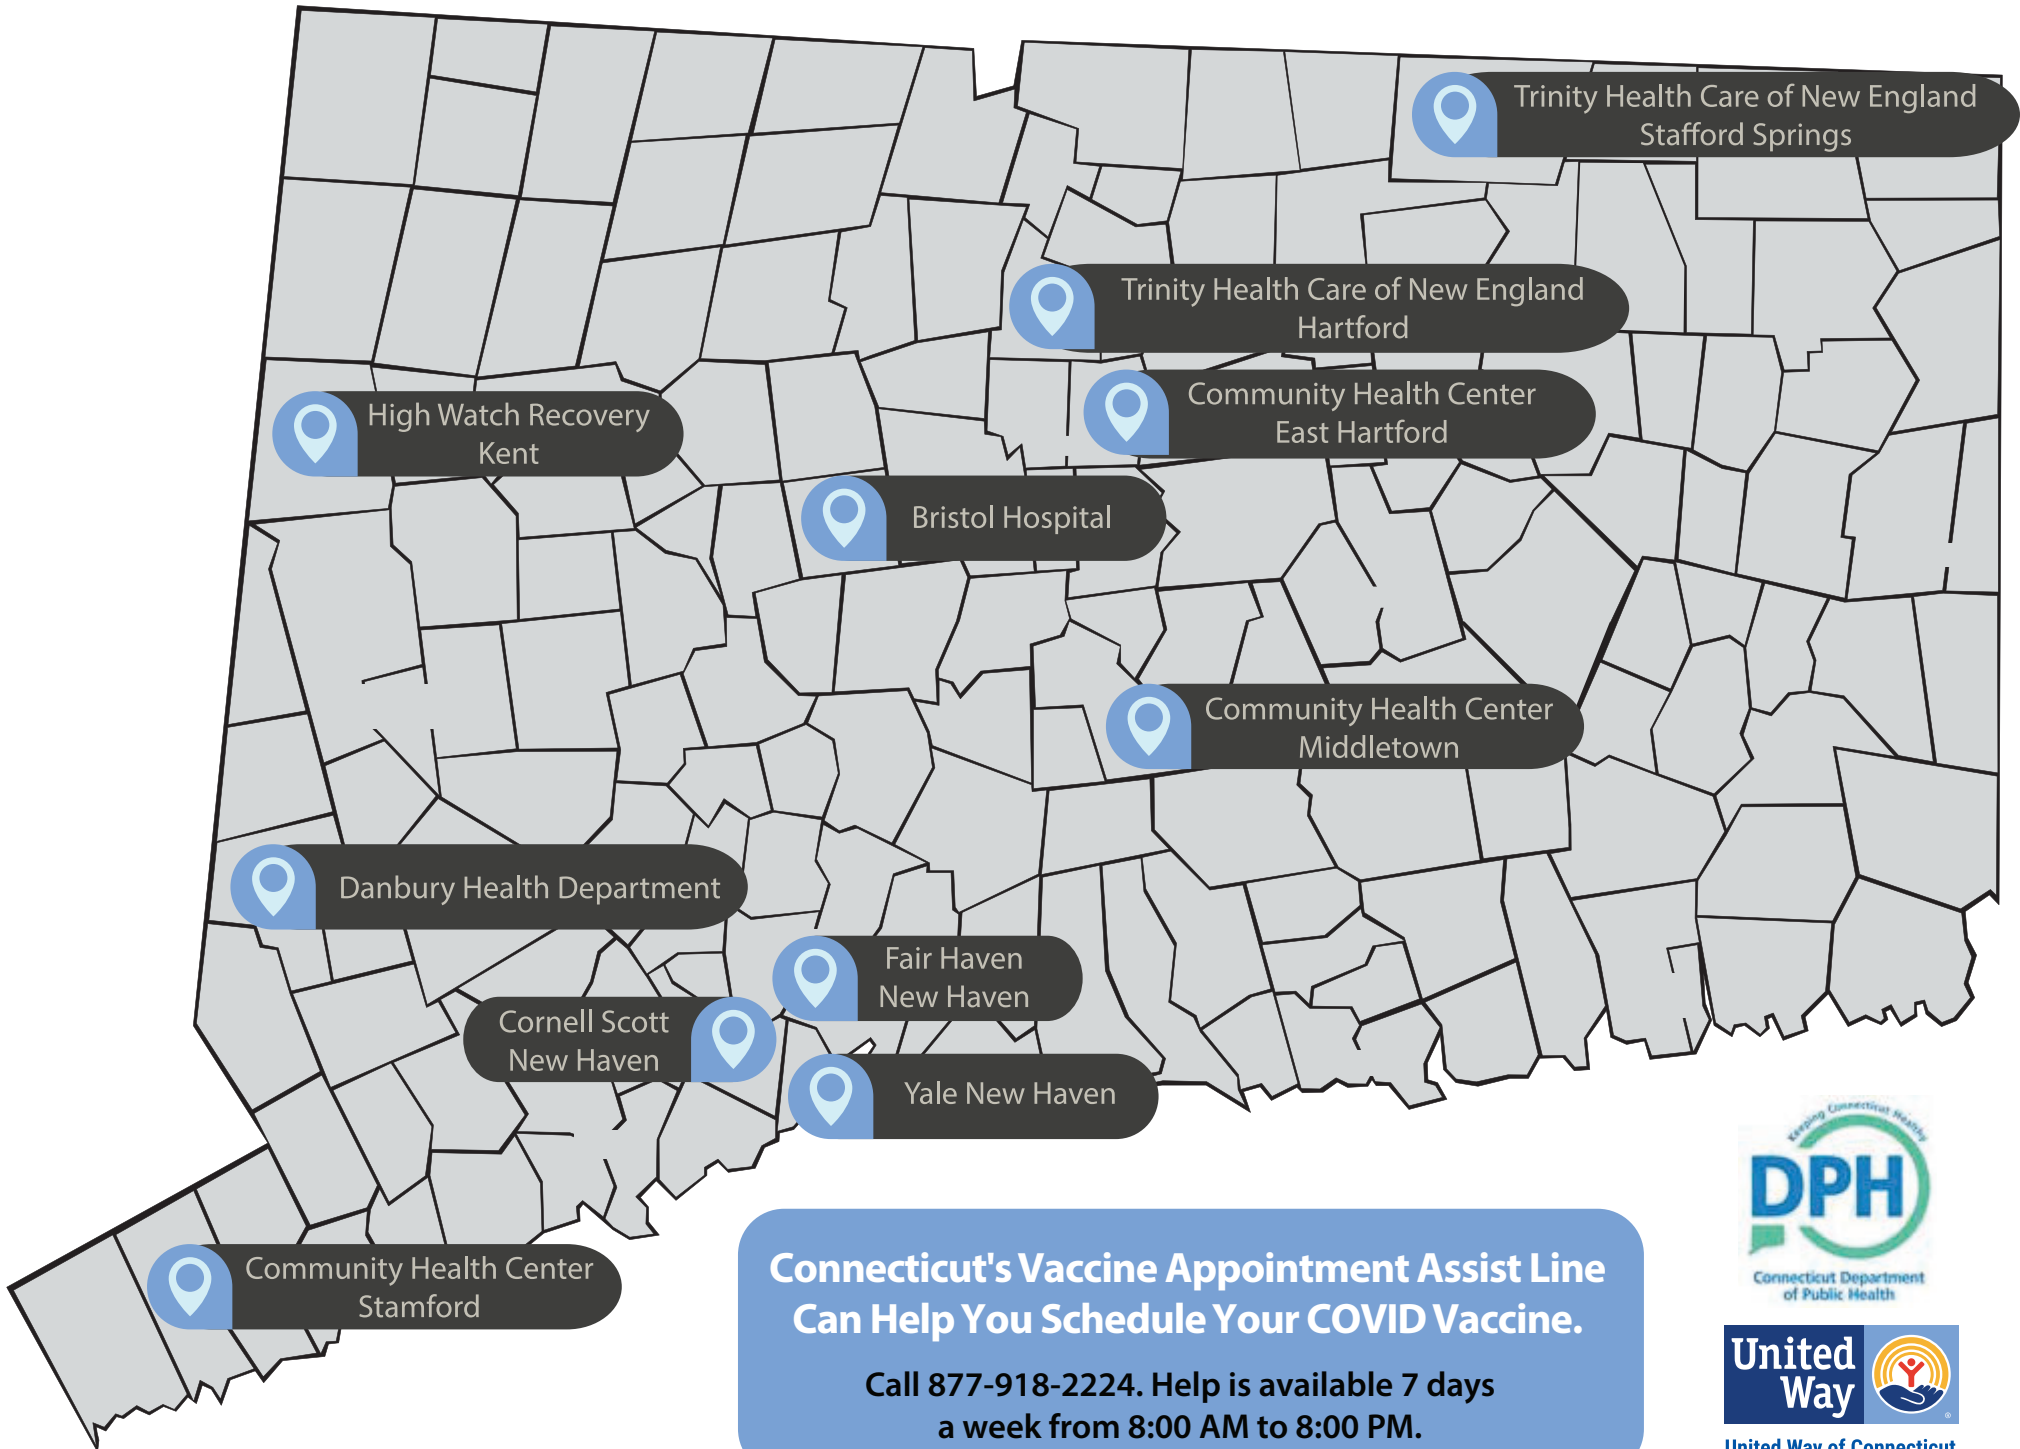 Trinity Health Care of New England
Stafford Springs
Trinity Health Care of New England
Hartford
Community Health Center
East Hartford
High Watch Recovery
Kent
Bristol Hospital
Community Health Center
Middletown
Danbury Health Department
Fair Haven
New Haven
Cornell Scott
New Haven
Yale New Haven
Community Health Center
Stamford
Connecticut's Vaccine Appointment Assist Line
Can Help You Schedule Your COVID Vaccine.
Call 877-918-2224. Help is available 7 days
a week from 8:00 AM to 8:00 PM.
Keeping Connecticut Healthy
DPH
Connecticut Department
of Public Health
United
Way
®
United Way of Connecticut